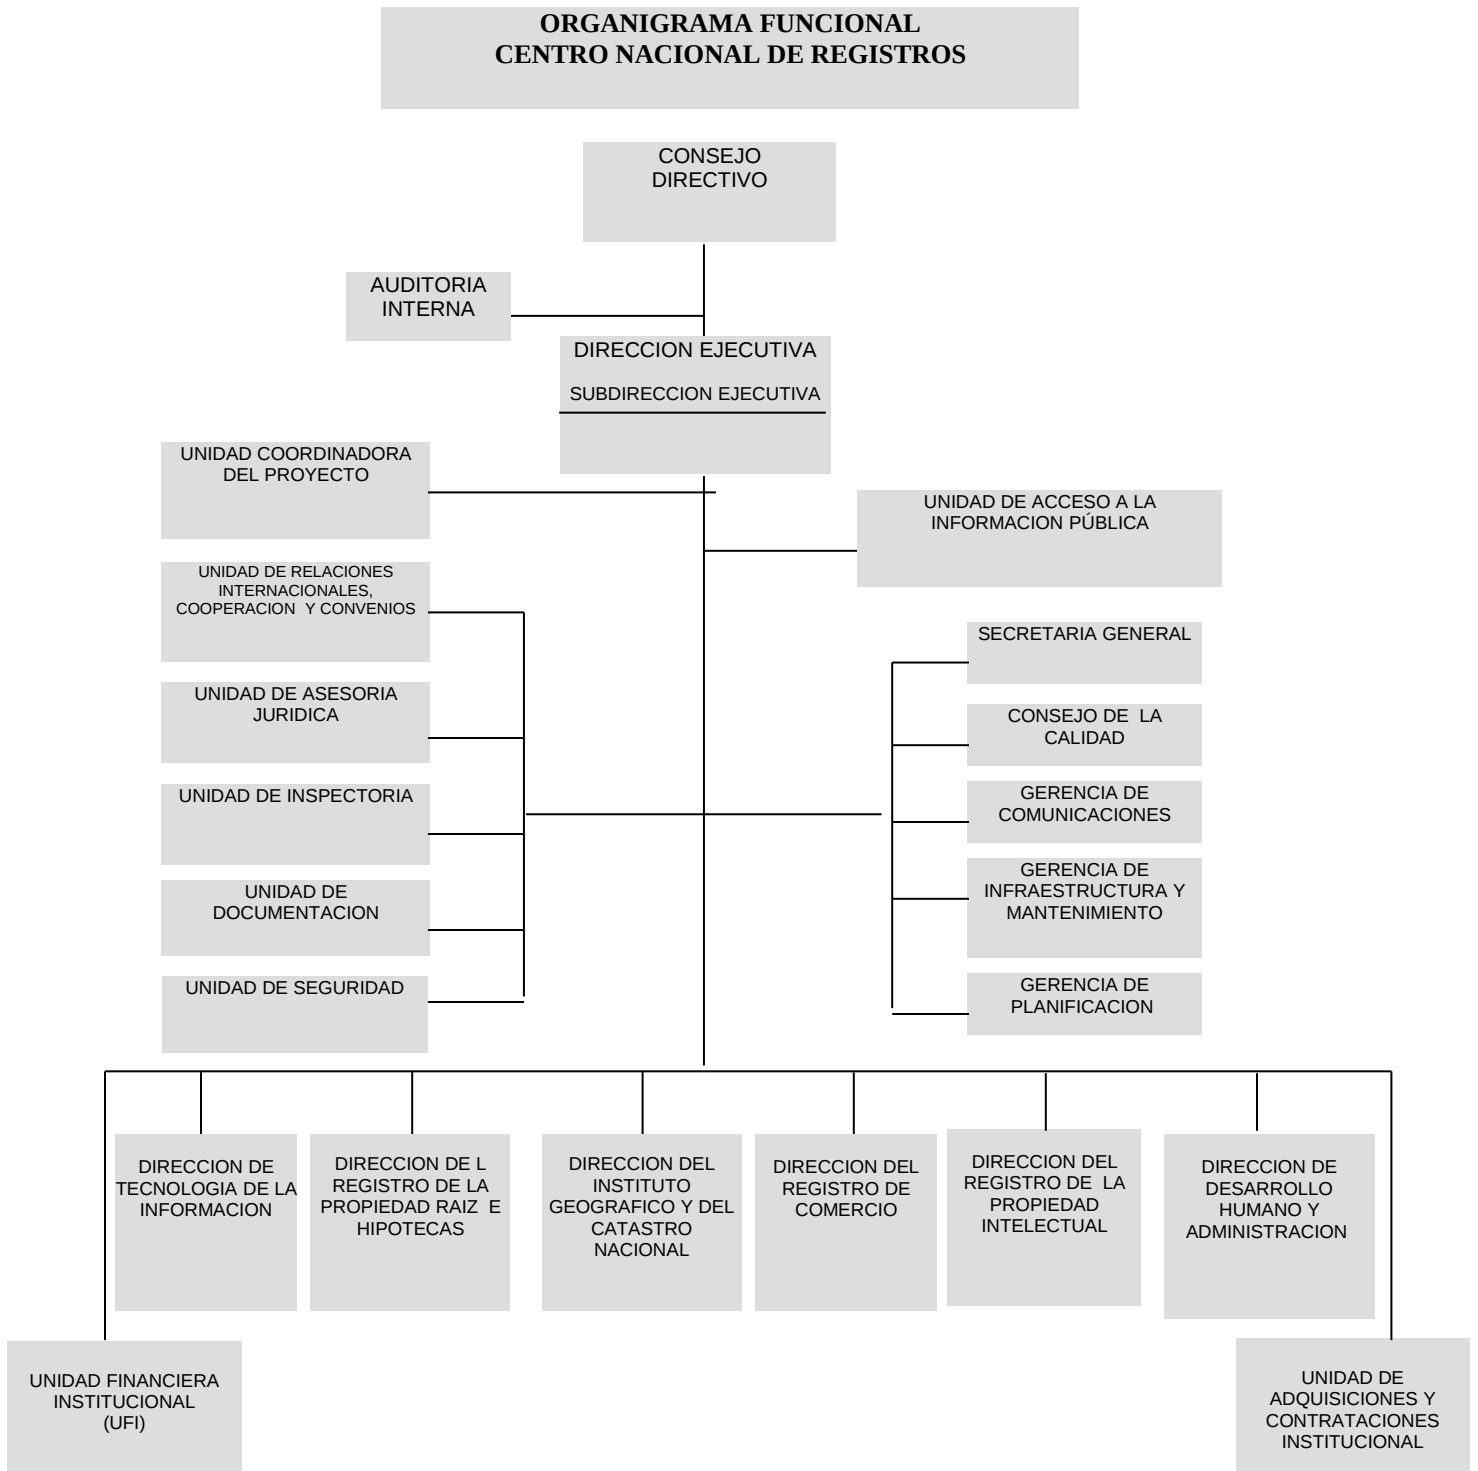 ORGANIGRAMA FUNCIONAL
CENTRO NACIONAL DE REGISTROS
CONSEJO
DIRECTIVO
AUDITORIA
INTERNA
DIRECCION EJECUTIVA
SUBDIRECCION EJECUTIVA
UNIDAD COORDINADORA
DEL PROYECTO
UNIDAD DE ACCESO A LA
INFORMACION PÚBLICA
UNIDAD DE RELACIONES
INTERNACIONALES,
COOPERACION Y CONVENIOS
UNIDAD DE ASESORIA
JURIDICA
UNIDAD DE INSPECTORIA
UNIDAD DE
DOCUMENTACION
UNIDAD DE SEGURIDAD
SECRETARIA GENERAL
CONSEJO DE LA
CALIDAD
GERENCIA DE
COMUNICACIONES
GERENCIA DE
INFRAESTRUCTURA Y
MANTENIMIENTO
GERENCIA DE
PLANIFICACION
DIRECCION DE
TECNOLOGIA DE LA
INFORMACION
DIRECCION DE L
REGISTRO DE LA
PROPIEDAD RAIZ E
HIPOTECAS
DIRECCION DEL
INSTITUTO
GEOGRAFICO Y DEL
CATASTRO
NACIONAL
DIRECCION DEL
REGISTRO DE
COMERCIO
DIRECCION DEL
REGISTRO DE LA
PROPIEDAD
INTELECTUAL
DIRECCION DE
DESARROLLO
HUMANO Y
ADMINISTRACION
UNIDAD FINANCIERA
INSTITUCIONAL
(UFI)
UNIDAD DE
ADQUISICIONES Y
CONTRATACIONES
INSTITUCIONAL